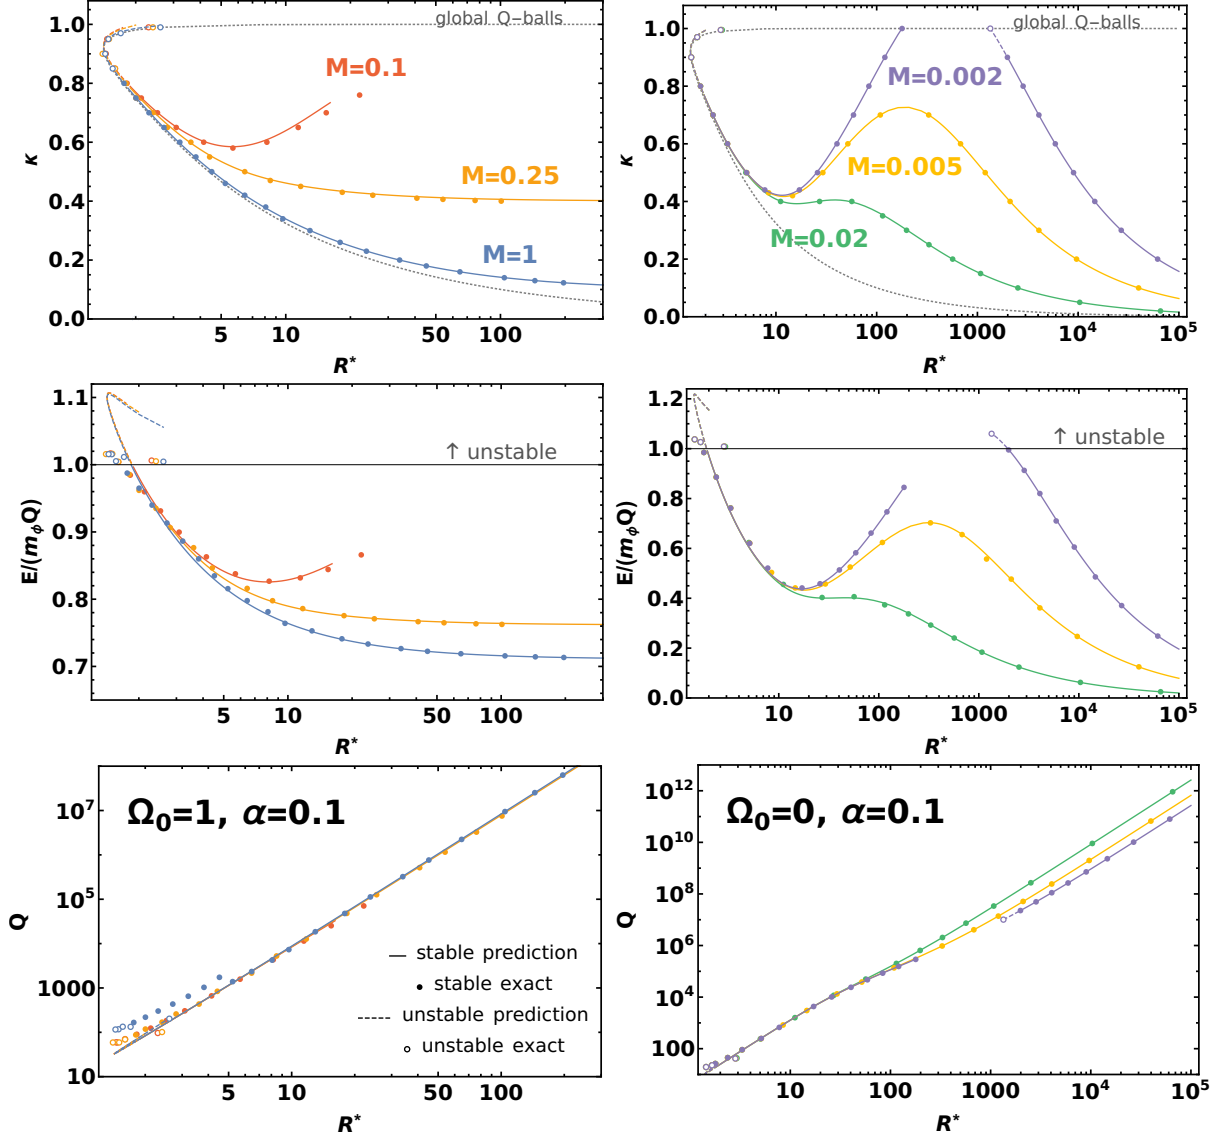 global Q−balls
M=0.1
M=0.25
M=1
κ
1.0
0.8
0.6
0.4
0.2
0.0
5
10
50
100
R*
global Q−balls
M=0.002
M=0.005
M=0.02
κ
1.0
0.8
0.6
0.4
0.2
0.0
10
100
1000
10⁴
10⁵
R*
↑ unstable
E/(mϕQ)
1.1
1.0
0.9
0.8
0.7
5
10
50
100
R*
↑ unstable
E/(mϕQ)
1.2
1.0
0.8
0.6
0.4
0.2
0.0
10
100
1000
10⁴
10⁵
R*
Ω₀=1, α=0.1
Q
10⁷
10⁵
1000
10
stable prediction
stable exact
unstable prediction
unstable exact
5
10
50
100
R*
Ω₀=0, α=0.1
Q
10¹²
10¹⁰
10⁸
10⁶
10⁴
100
10
100
1000
10⁴
10⁵
R*